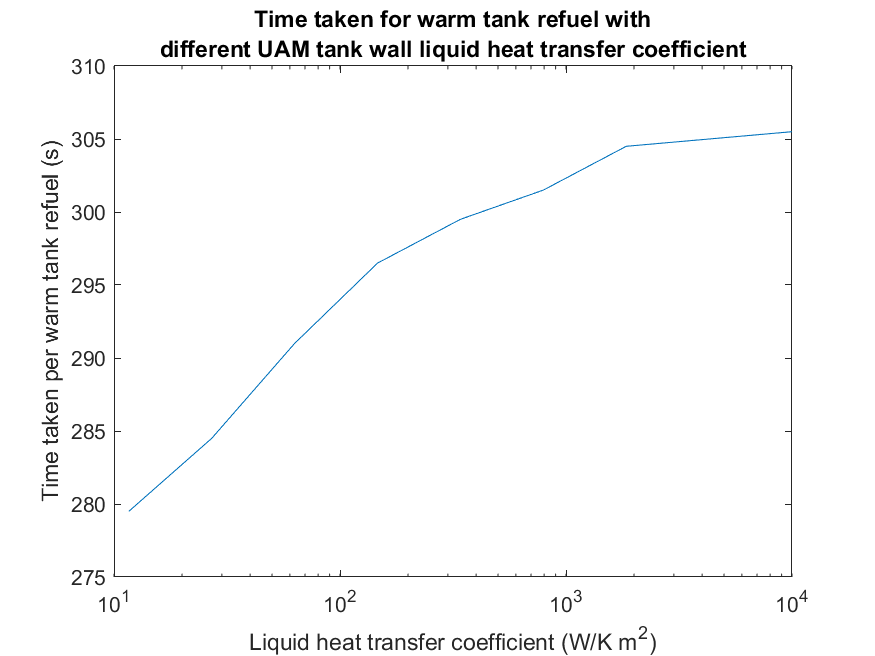 Time taken for warm tank refuel with
different UAM tank wall liquid heat transfer coefficient
310
305
300
295
290
285
280
275
Time taken per warm tank refuel (s)
10¹ 10² 10³ 10⁴
Liquid heat transfer coefficient (W/K m²)